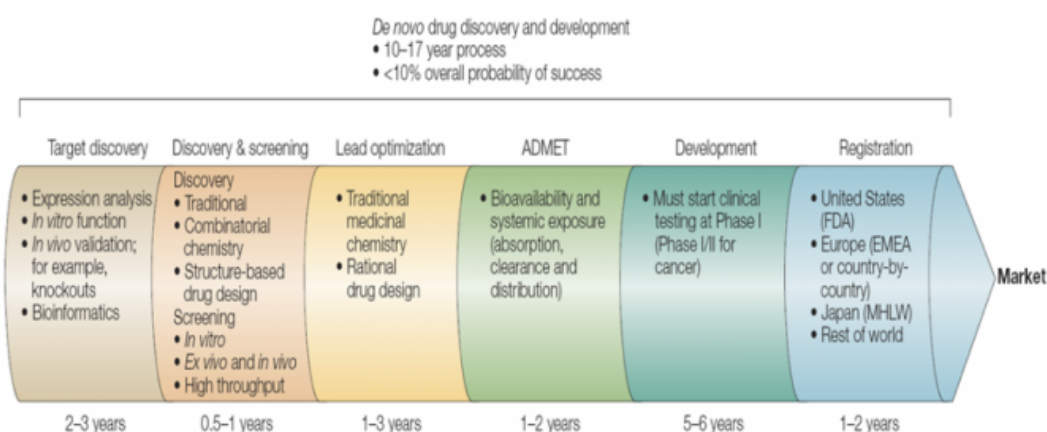 De novo drug discovery and development
• 10–17 year process
• <10% overall probability of success
Target discovery
Discovery & screening
Lead optimization
ADMET
Development
Registration
• Expression analysis
• In vitro function
• In vivo validation;
for example,
knockouts
• Bioinformatics
Discovery
• Traditional
• Combinatorial
chemistry
• Structure-based
drug design
Screening
• In vitro
• Ex vivo and in vivo
• High throughput
• Traditional
medicinal
chemistry
• Rational
drug design
• Bioavailability and
systemic exposure
(absorption,
clearance and
distribution)
• Must start clinical
testing at Phase I
(Phase I/II for
cancer)
• United States
(FDA)
• Europe (EMEA
or country-by-
country)
• Japan (MHLW)
• Rest of world
Market
2–3 years
0.5–1 years
1–3 years
1–2 years
5–6 years
1–2 years